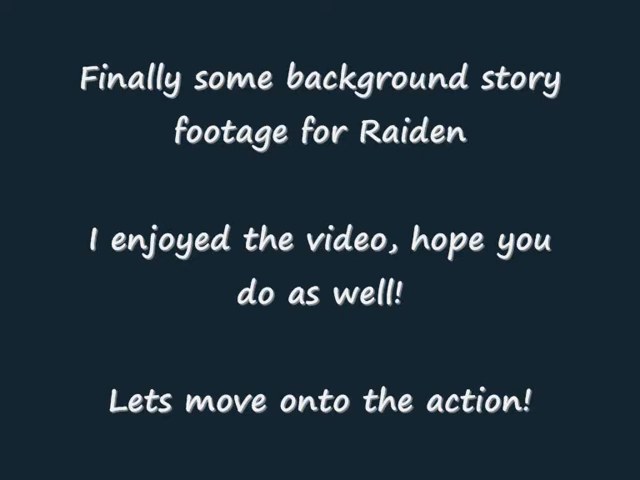 Finally some background story
footage for Raiden
I enjoyed the video, hope you
do as well!
Lets move onto the action!